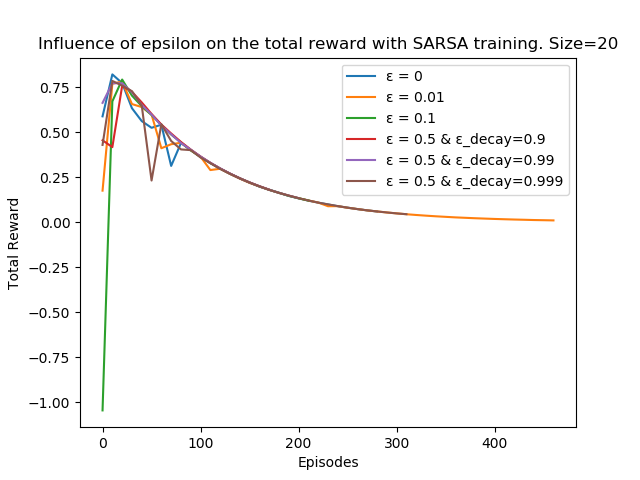 Influence of epsilon on the total reward with SARSA training. Size=20
ε = 0
ε = 0.01
ε = 0.1
ε = 0.5 & ε_decay=0.9
ε = 0.5 & ε_decay=0.99
ε = 0.5 & ε_decay=0.999
Total Reward
0.75
0.50
0.25
0.00
−0.25
−0.50
−0.75
−1.00
0 100 200 300 400
Episodes